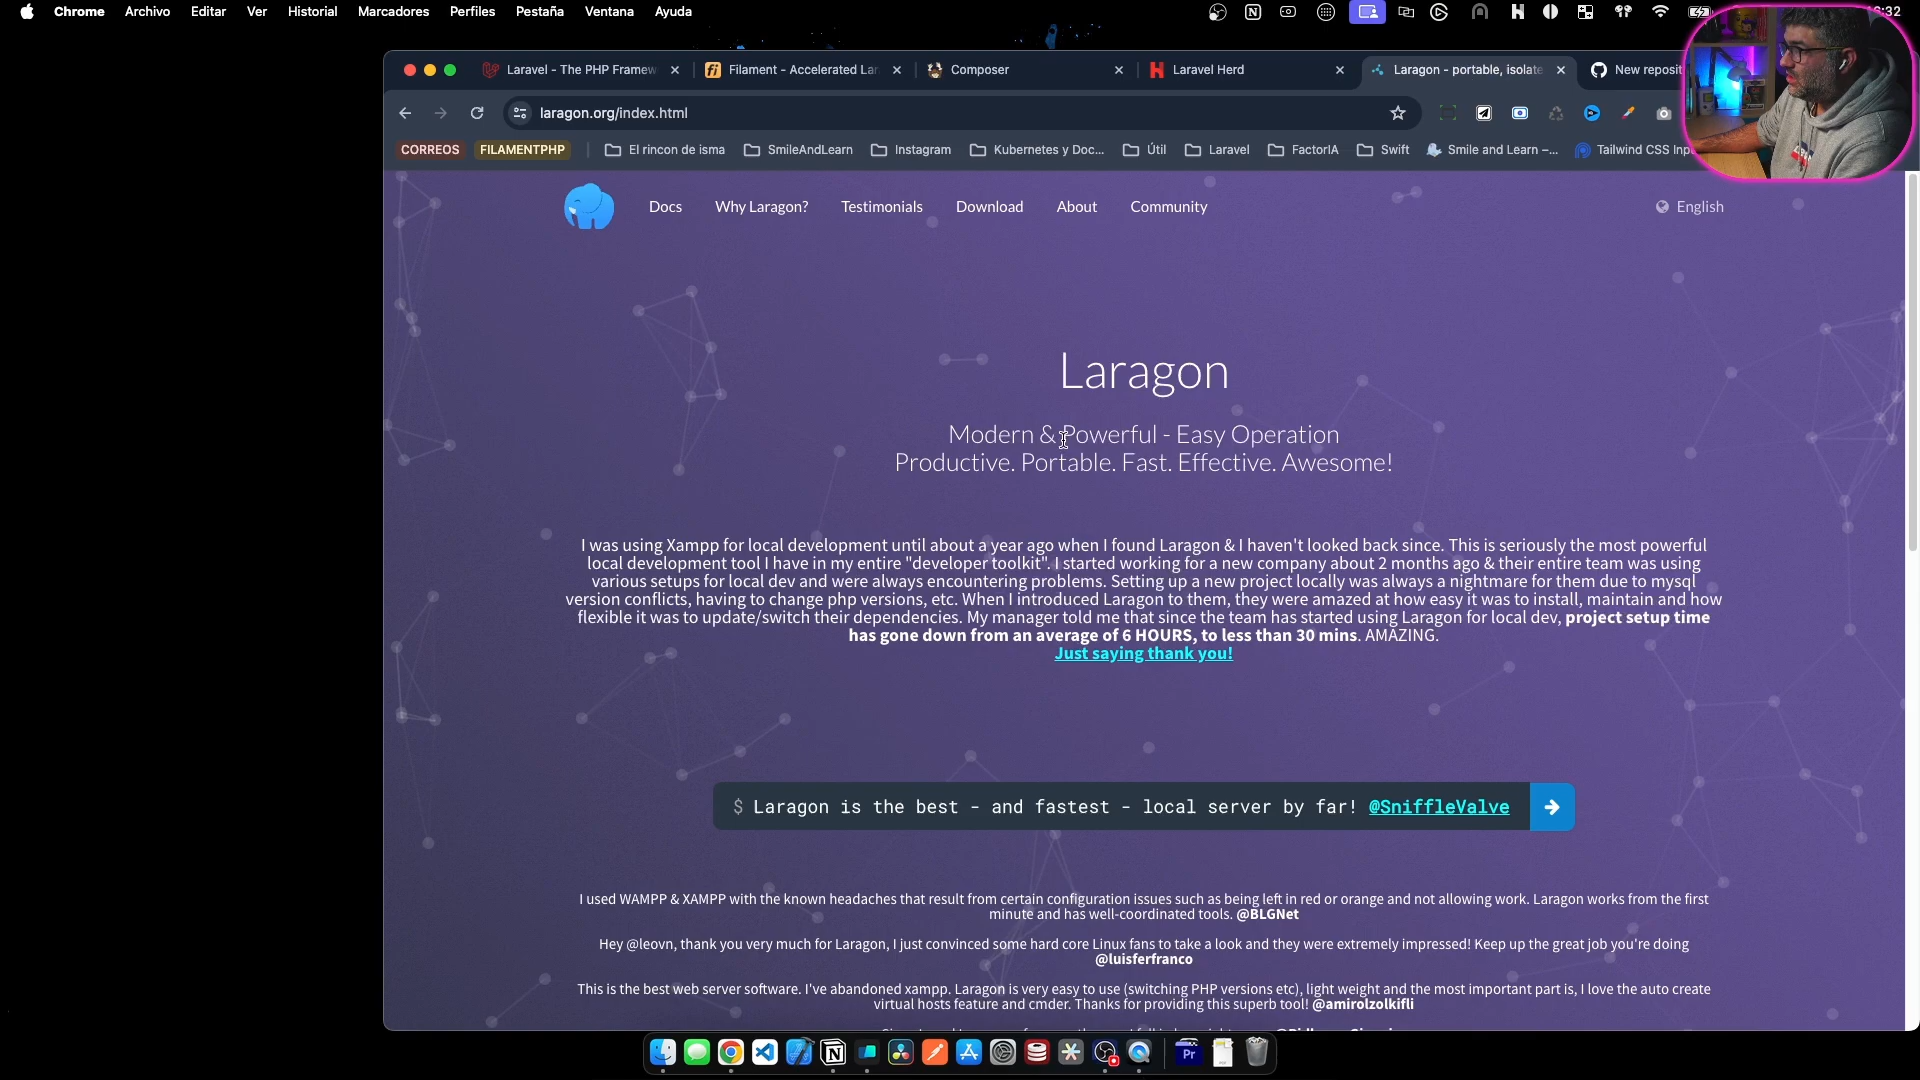 Chrome Archivo Editar Ver Historial Marcadores Perfiles Pestaña Ventana Ayuda
Laravel - The PHP Framew
Filament - Accelerated Lar
Composer
Laravel Herd
Laragon - portable, isolate
New reposit
laragon.org/index.html
CORREOS FILAMENTPHP El rincon de isma SmileAndLearn Instagram Kubernetes y Doc... Útil Laravel FactorIA Swift Smile and Learn –... Tailwind CSS Inp
Docs Why Laragon? Testimonials Download About Community English
Laragon
Modern & Powerful - Easy Operation
Productive. Portable. Fast. Effective. Awesome!
I was using Xampp for local development until about a year ago when I found Laragon & I haven't looked back since. This is seriously the most powerful
local development tool I have in my entire "developer toolkit". I started working for a new company about 2 months ago & their entire team was using
various setups for local dev and were always encountering problems. Setting up a new project locally was always a nightmare for them due to mysql
version conflicts, having to change php versions, etc. When I introduced Laragon to them, they were amazed at how easy it was to install, maintain and how
flexible it was to update/switch their dependencies. My manager told me that since the team has started using Laragon for local dev, project setup time
has gone down from an average of 6 HOURS, to less than 30 mins. AMAZING.
Just saying thank you!
$ Laragon is the best - and fastest - local server by far! @SniffleValve
I used WAMPP & XAMPP with the known headaches that result from certain configuration issues such as being left in red or orange and not allowing work. Laragon works from the first
minute and has well-coordinated tools. @BLGNet
Hey @leovn, thank you very much for Laragon, I just convinced some hard core Linux fans to take a look and they were extremely impressed! Keep up the great job you're doing
@luisferfranco
This is the best web server software. I've abandoned xampp. Laragon is very easy to use (switching PHP versions etc), light weight and the most important part is, I love the auto create
virtual hosts feature and cmder. Thanks for providing this superb tool! @amirolzolkifli